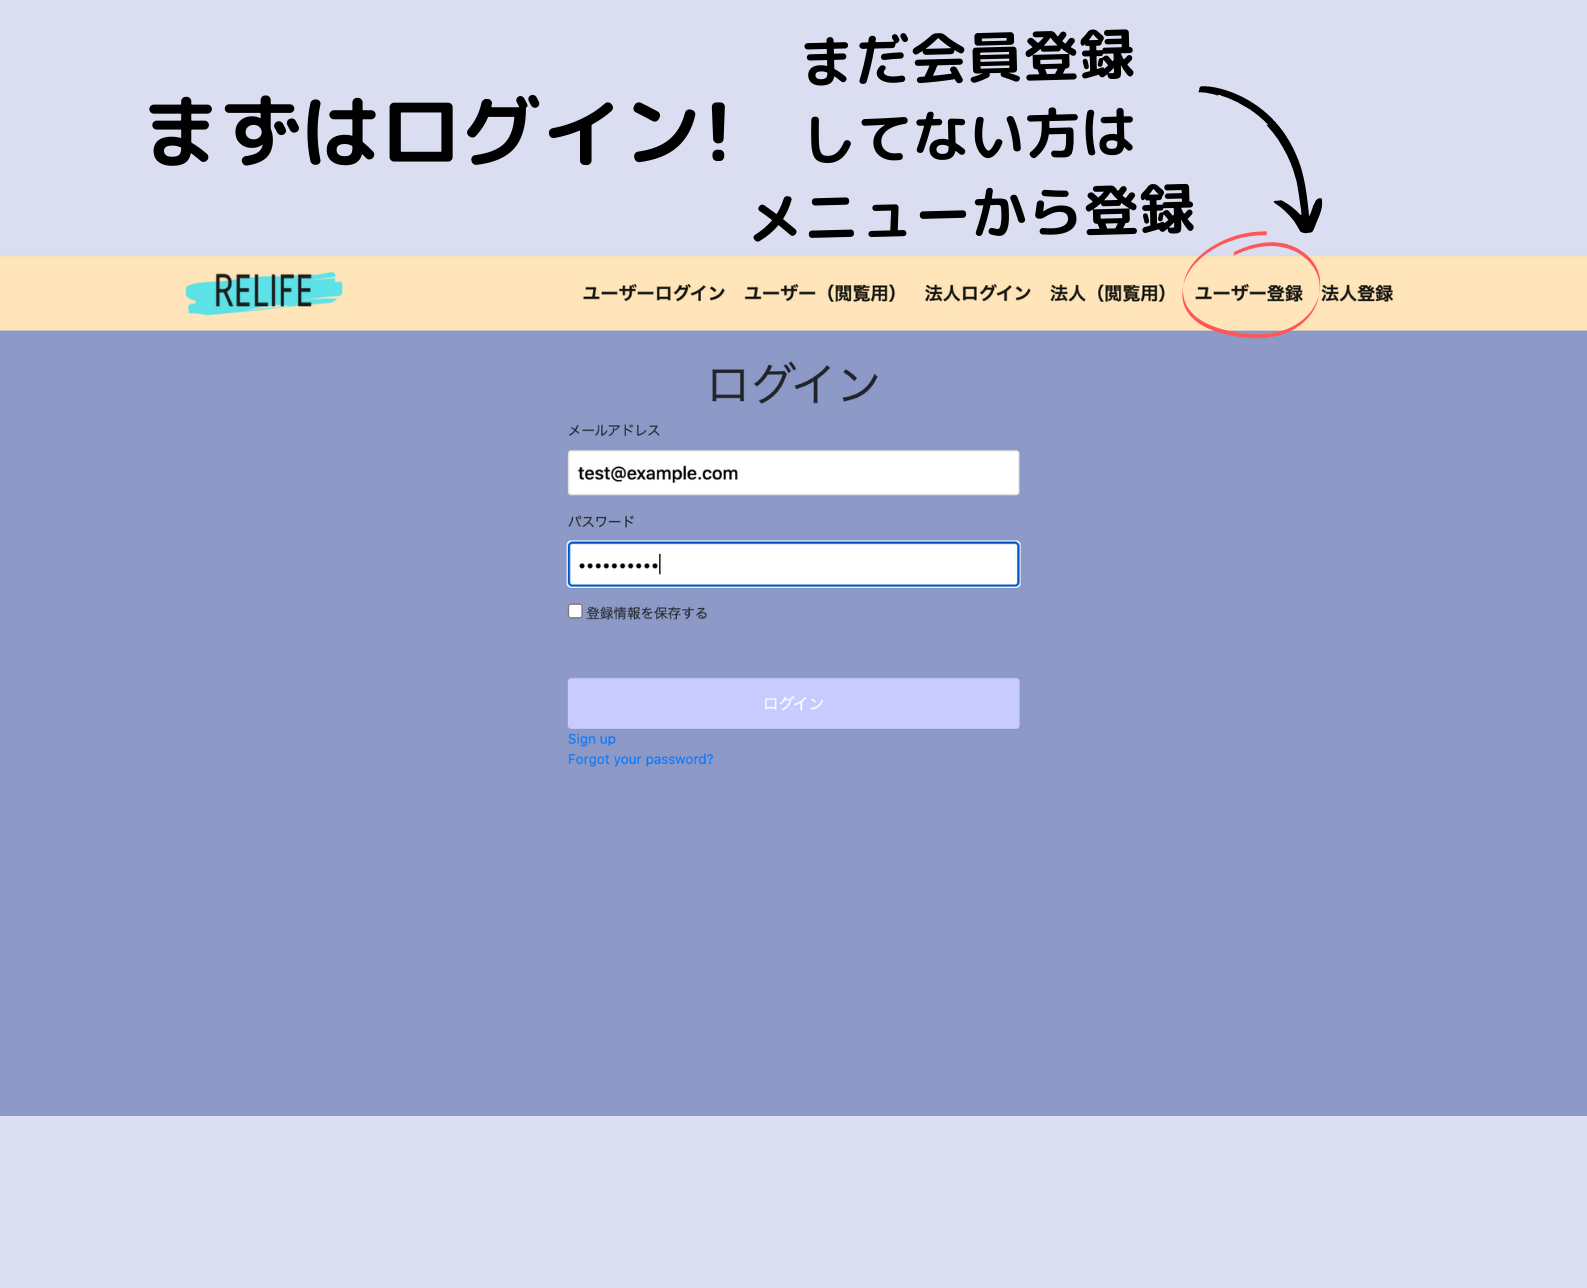 まずはログイン!
まだ会員登録
してない方は
メニューから登録
RELIFE
ユーザーログイン ユーザー（閲覧用） 法人ログイン 法人（閲覧用） ユーザー登録 法人登録
ログイン
メールアドレス
test@example.com
パスワード
••••••••••
登録情報を保存する
ログイン
Sign up
Forgot your password?